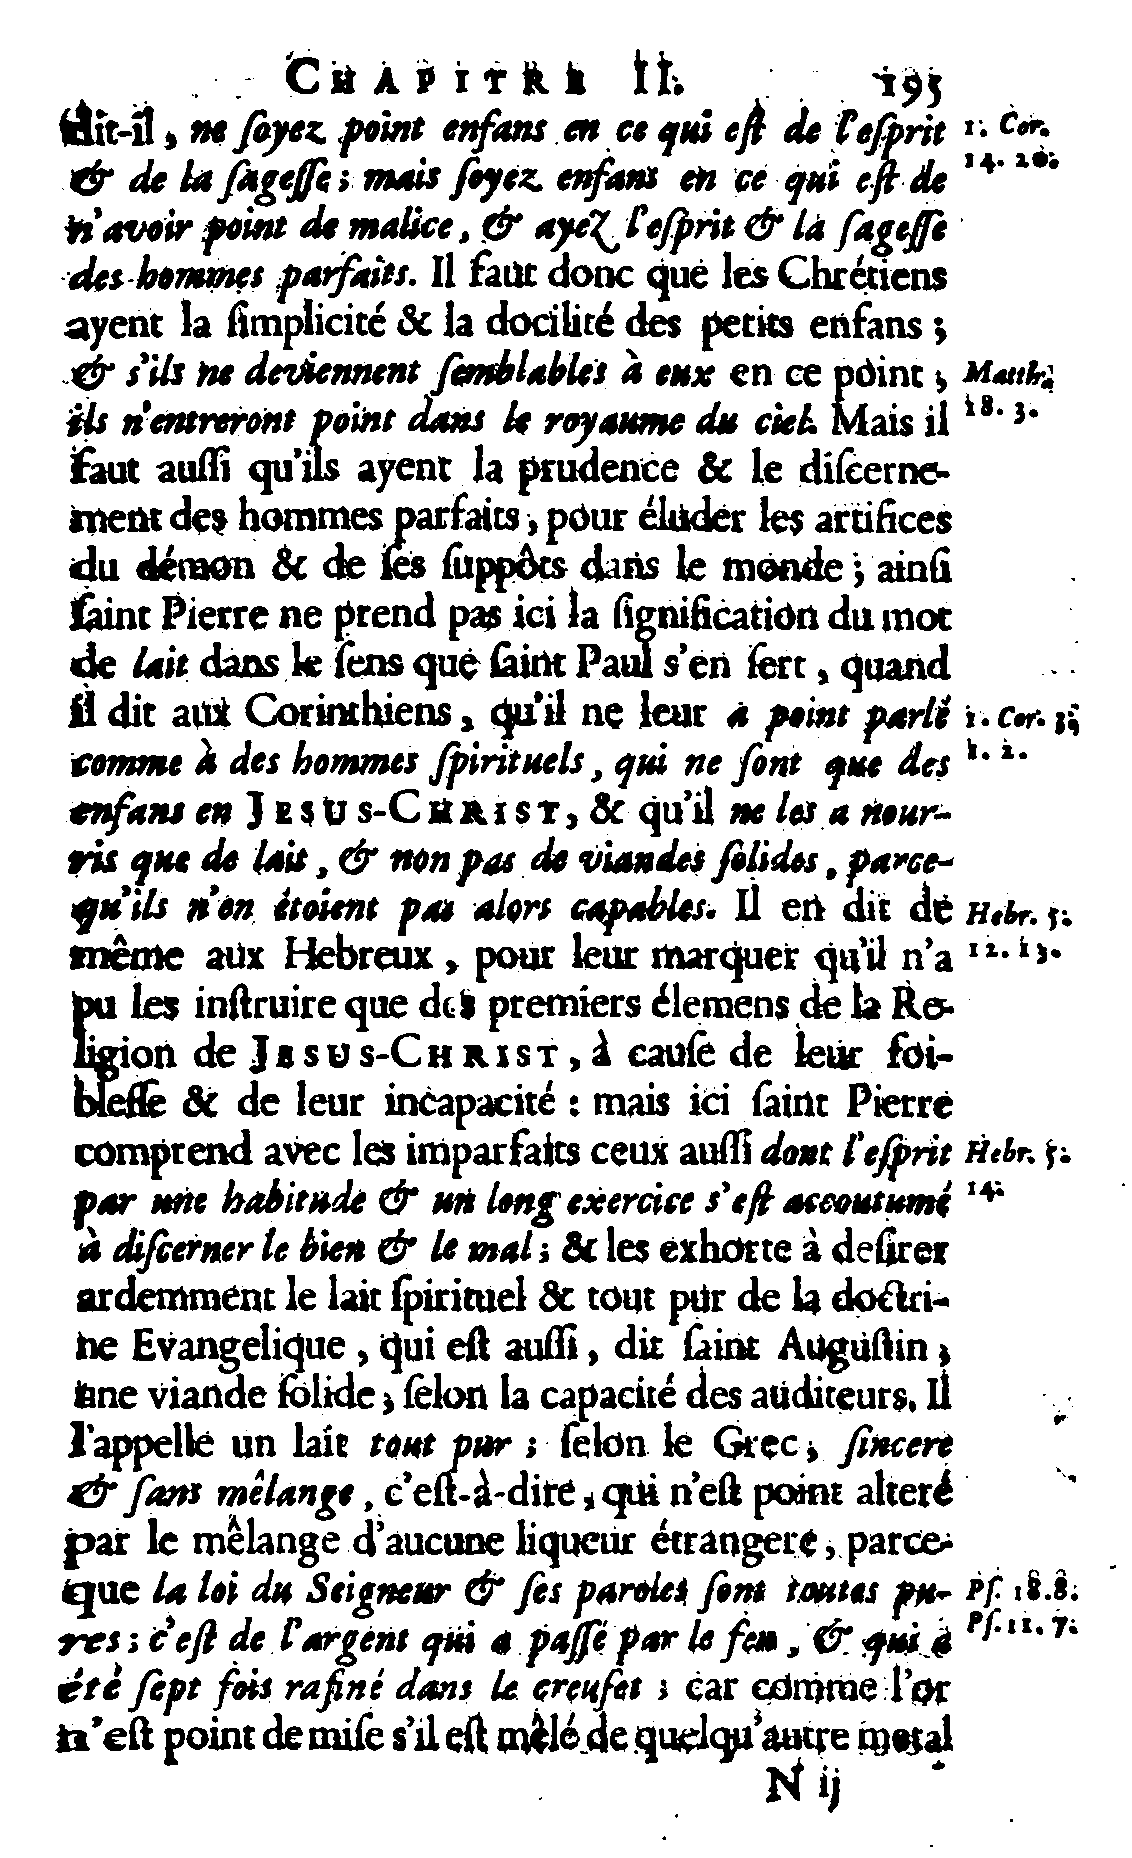 CHAPITRE II. 195
dit-il, ne ſoyez point enfans en ce qui eſt de l'eſprit 1. Cor. 14. 20.
& de la ſageſſe; mais ſoyez enfans en ce qui eſt de
n'avoir point de malice, & ayez l'eſprit & la ſageſſe
des hommes parfaits. Il faut donc que les Chrétiens
ayent la ſimplicité & la docilité des petits enfans;
& s'ils ne deviennent ſemblables à eux en ce point, Matth. 18. 3.
ils n'entreront point dans le royaume du ciel. Mais il
faut auſſi qu'ils ayent la prudence & le diſcerne-
ment des hommes parfaits, pour éluder les artifices
du démon & de ſes ſuppôts dans le monde; ainſi
ſaint Pierre ne prend pas ici la ſignification du mot
de lait dans le ſens que ſaint Paul s'en ſert, quand
il dit aux Corinthiens, qu'il ne leur a point parlé 1. Cor. 3. 1. 2.
comme à des hommes ſpirituels, qui ne ſont que des
enfans en JESUS-CHRIST, & qu'il ne les a nour-
ris que de lait, & non pas de viandes ſolides, parce-
qu'ils n'en étoient pas alors capables. Il en dit de Hebr. 5. 12. 13.
même aux Hebreux, pour leur marquer qu'il n'a
pu les inſtruire que des premiers élemens de la Re-
ligion de JESUS-CHRIST, à cauſe de leur foi-
bleſſe & de leur incapacité: mais ici ſaint Pierre
comprend avec les imparfaits ceux auſſi dont l'eſprit Hebr. 5. 14.
par une habitude & un long exercice s'eſt accoutumé
à diſcerner le bien & le mal; & les exhorte à deſirer
ardemment le lait ſpirituel & tout pur de la doctri-
ne Evangelique, qui eſt auſſi, dit ſaint Auguſtin,
une viande ſolide, ſelon la capacité des auditeurs. Il
l'appelle un lait tout pur; ſelon le Grec, ſincere
& ſans mêlange, c'eſt-à-dire, qui n'eſt point alteré
par le mêlange d'aucune liqueur étrangere, parce-
que la loi du Seigneur & ſes paroles ſont toutes pu- Pſ. 18. 8.
res; c'eſt de l'argent qui a paſſé par le feu, & qui a Pſ. 11. 7.
été ſept fois rafiné dans le creuſet; car comme l'or
n'eſt point de miſe s'il eſt mêlé de quelqu'autre metal
N ij